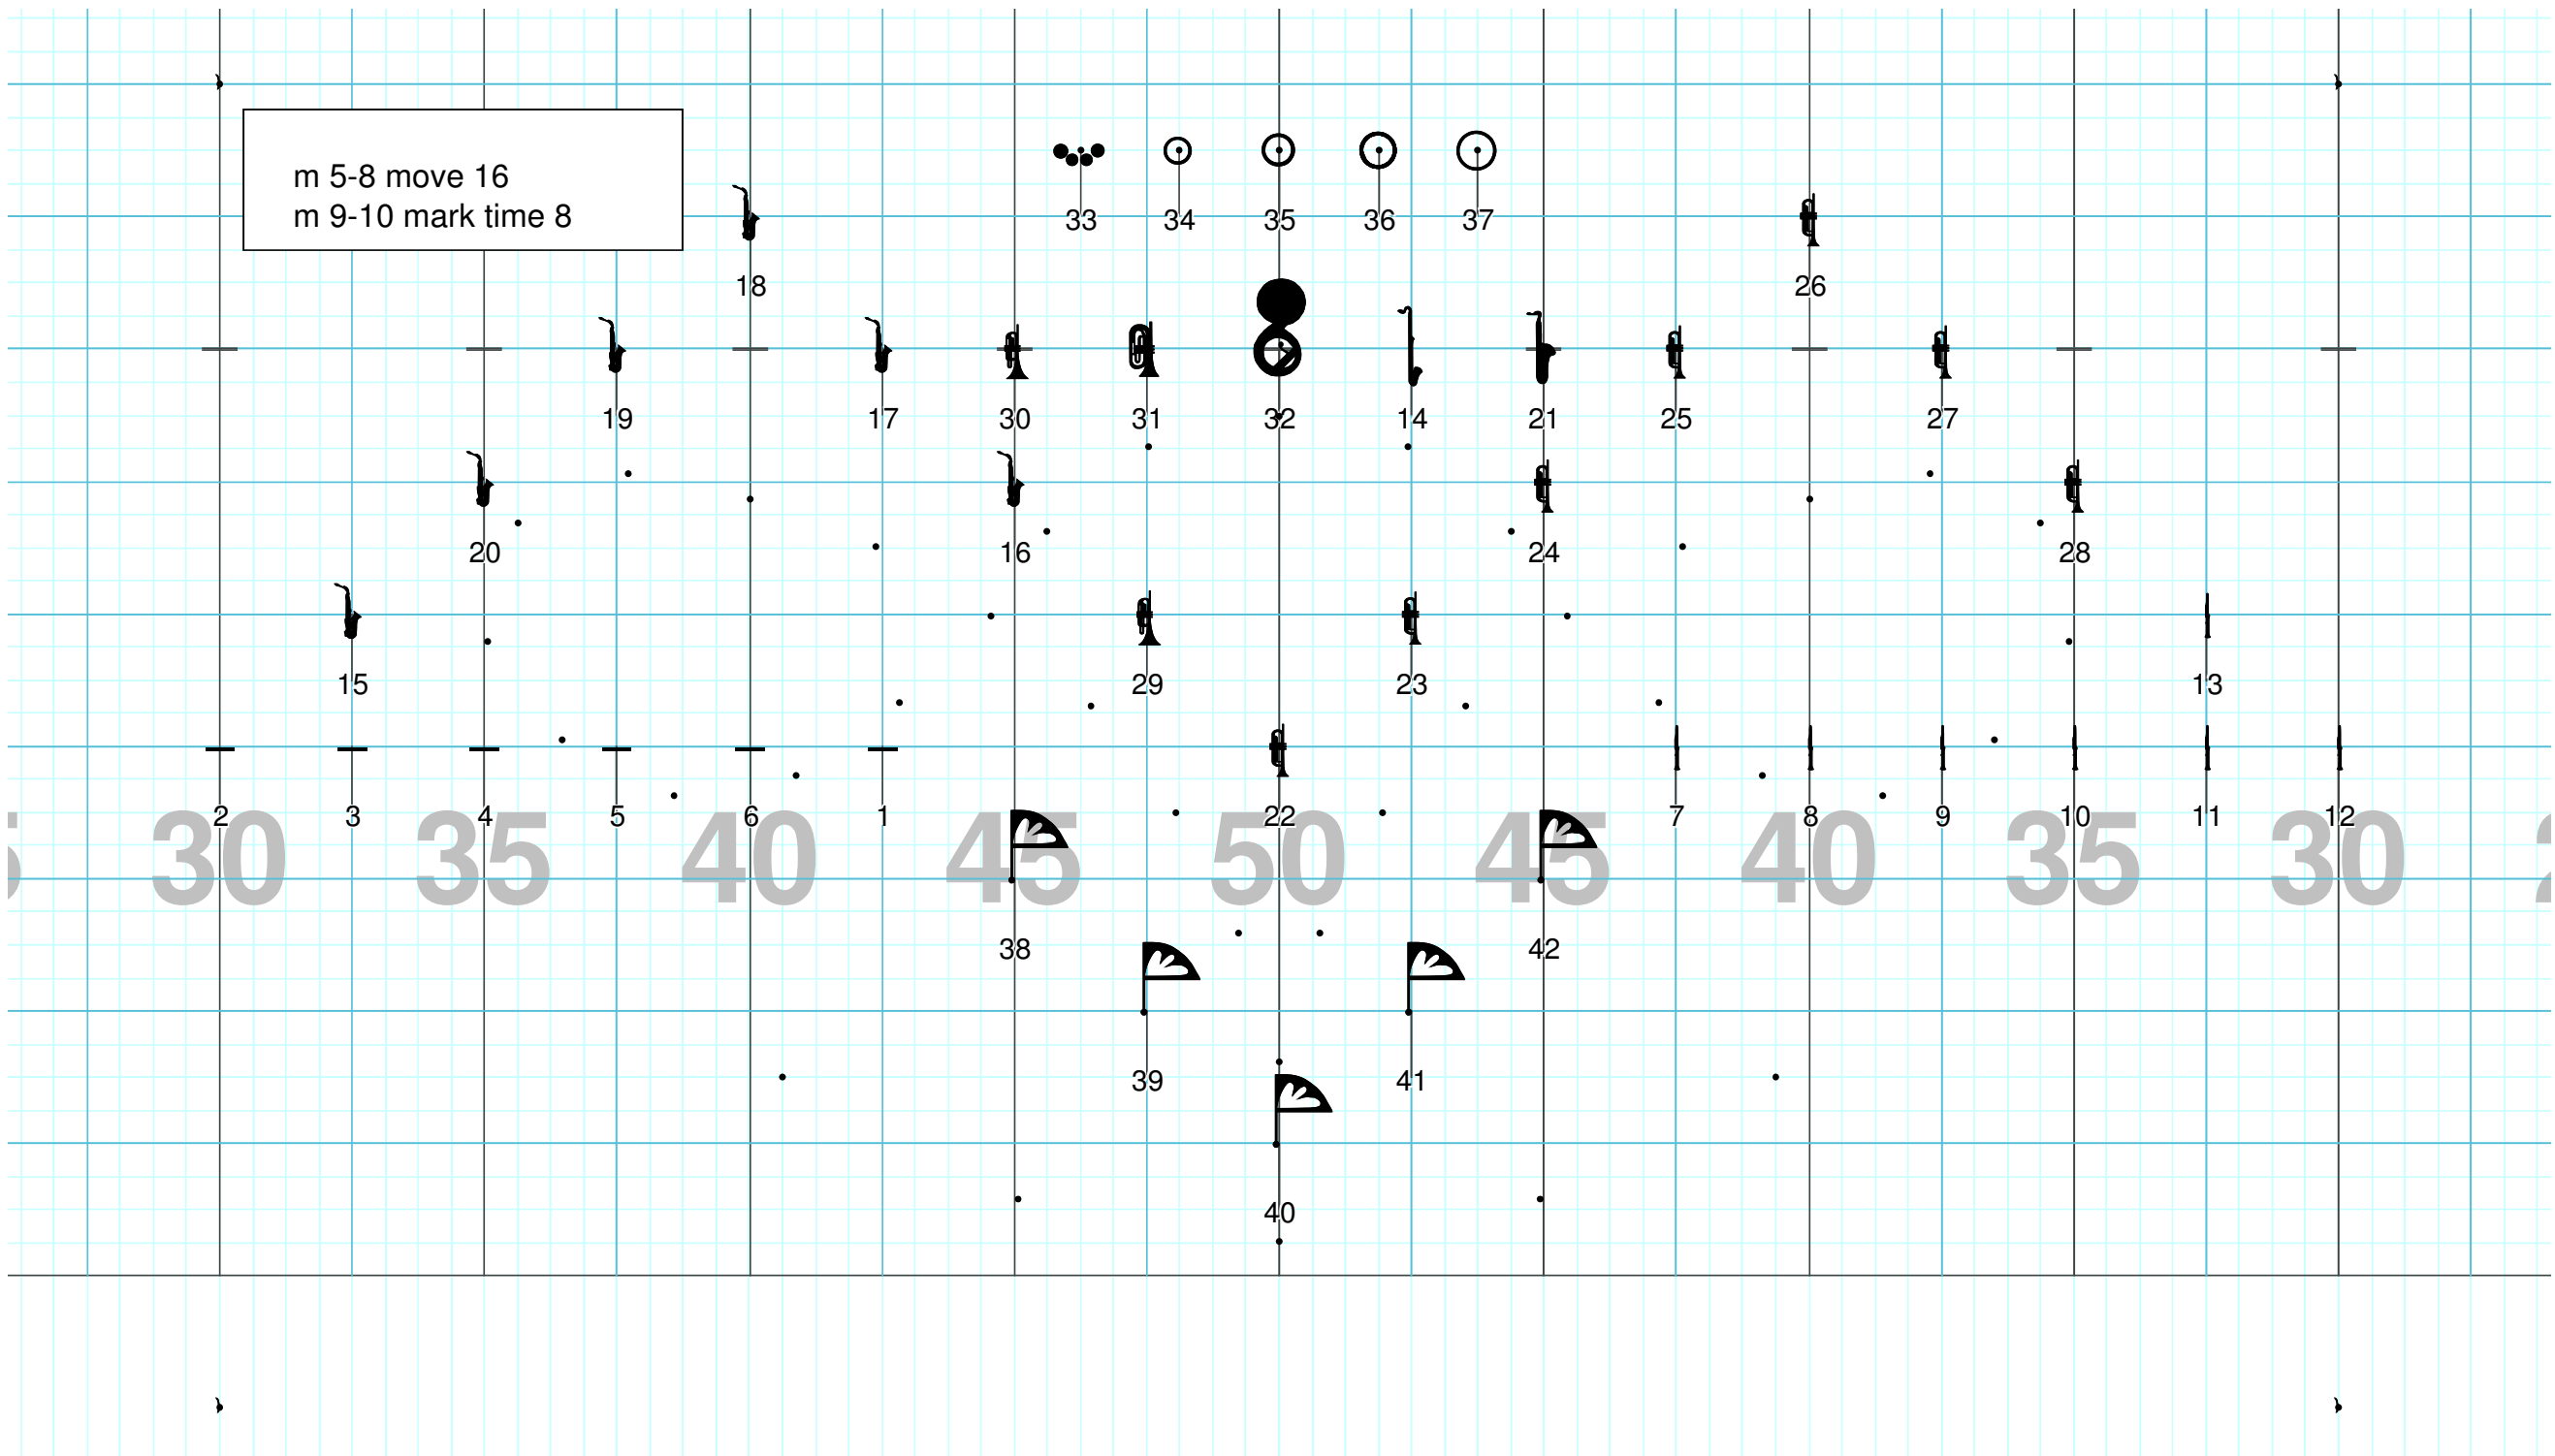 m 5-8 move 16
m 9-10 mark time 8
33 34 35 36 37
18 26
19 17 30 31 32 14 21 25 27
20 16 24 28
15 29 23 13
2 3 4 5 6 1 22 7 8 9 10 11 12
30 35 40 45 50 45 40 35 30
38 42
39 41
40